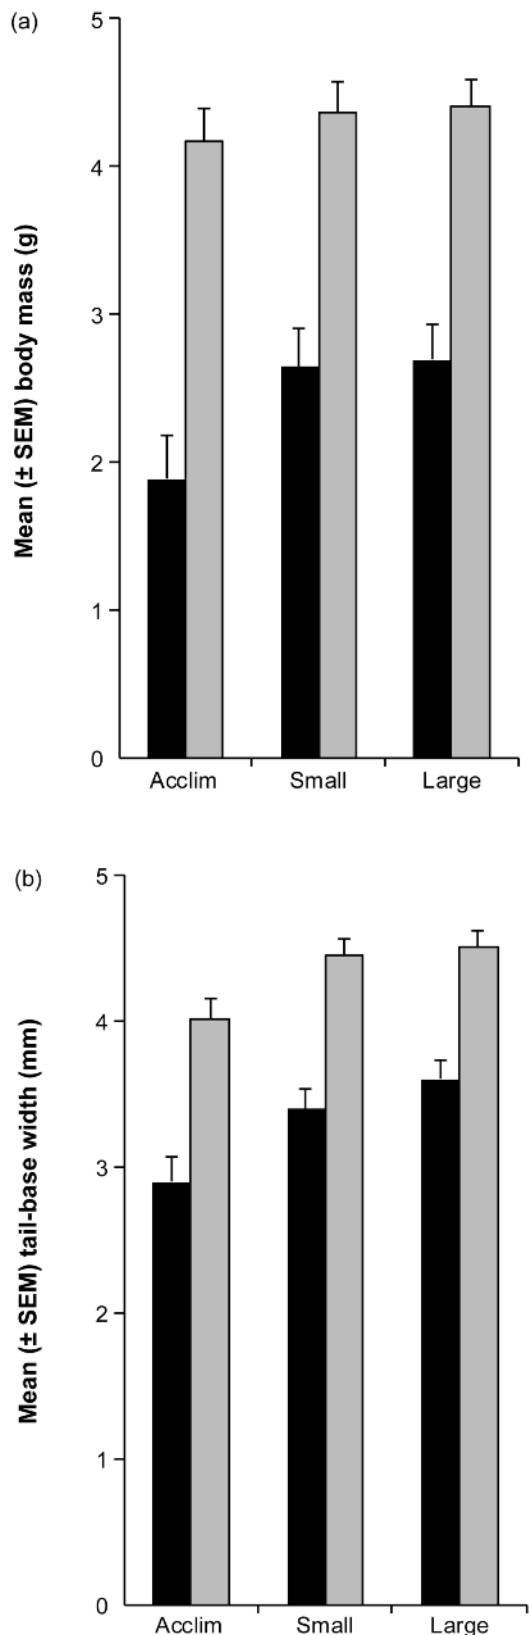 (a)
5
4
3
2
1
0
Mean (± SEM) body mass (g)
Acclim Small Large
(b)
5
4
3
2
1
0
Mean (± SEM) tail-base width (mm)
Acclim Small Large